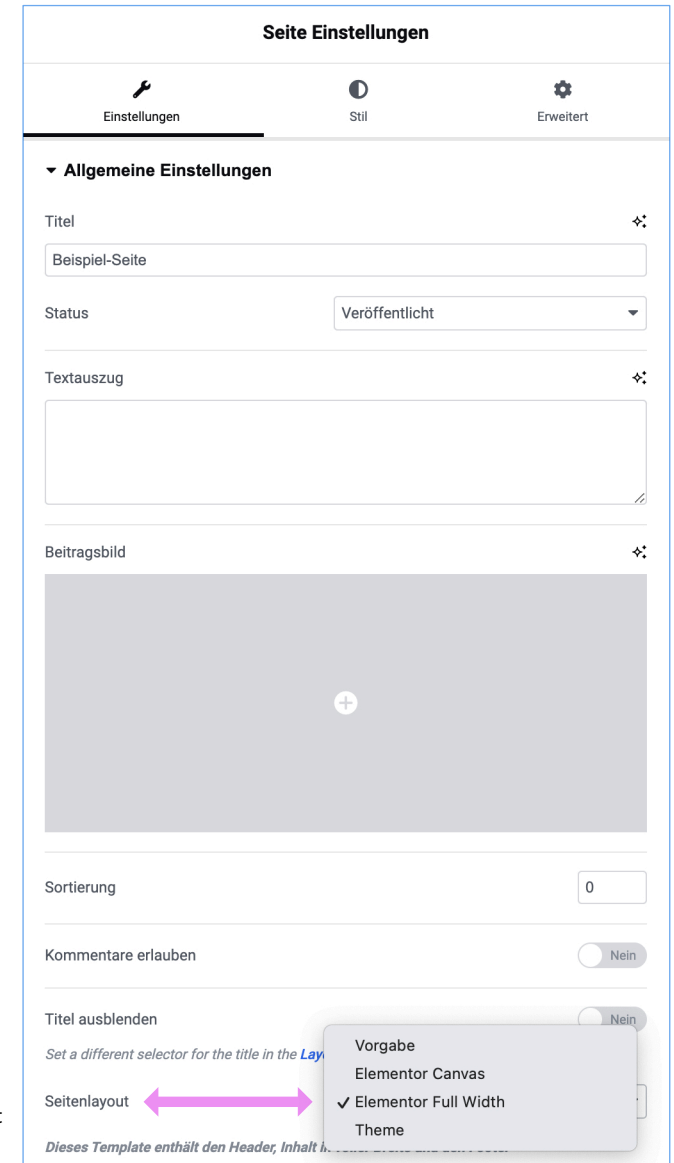 Seite Einstellungen
Einstellungen
Stil
Erweitert
Allgemeine Einstellungen
Titel
Beispiel-Seite
Status
Veröffentlicht
Textauszug
Beitragsbild
Sortierung
0
Kommentare erlauben
Nein
Titel ausblenden
Nein
Set a different selector for the title in the
Vorgabe
Elementor Canvas
Seitenlayout
✓ Elementor Full Width
Theme
Dieses Template enthält den Header, Inhalt